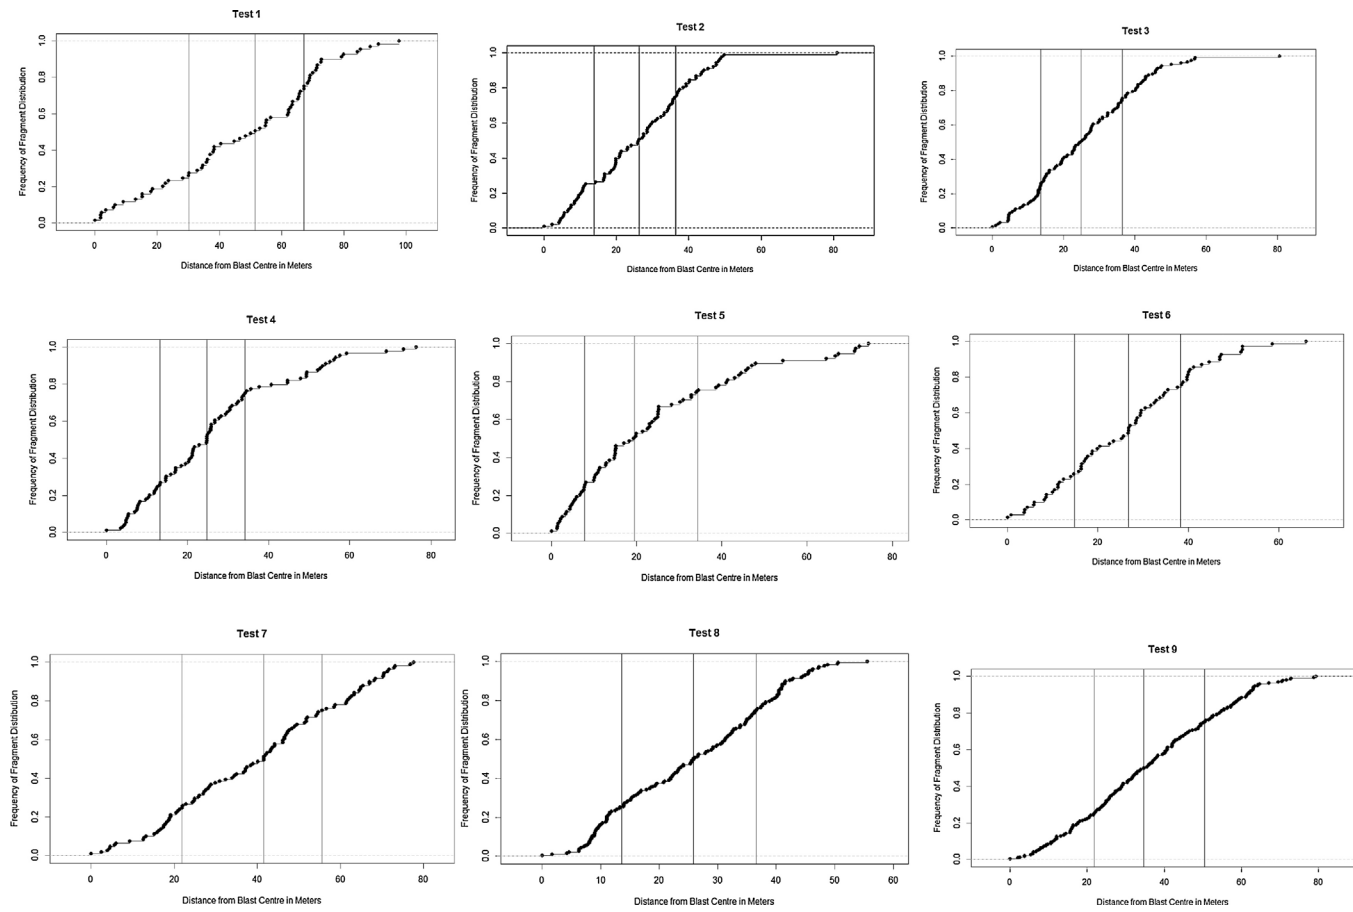 Test 1
Frequency of Fragment Distribution
1.0
0.8
0.6
0.4
0.2
0.0
0 20 40 60 80 100
Distance from Blast Centre in Meters
Test 2
Frequency of Fragment Distribution
1.0
0.8
0.6
0.4
0.2
0.0
0 20 40 60 80
Distance from Blast Centre in Meters
Test 3
Frequency of Fragment Distribution
1.0
0.8
0.6
0.4
0.2
0.0
0 20 40 60 80
Distance from Blast Centre in Meters
Test 4
Frequency of Fragment Distribution
1.0
0.8
0.6
0.4
0.2
0.0
0 20 40 60 80
Distance from Blast Centre in Meters
Test 5
Frequency of Fragment Distribution
1.0
0.8
0.6
0.4
0.2
0.0
0 20 40 60 80
Distance from Blast Centre in Meters
Test 6
Frequency of Fragment Distribution
1.0
0.8
0.6
0.4
0.2
0.0
0 20 40 60 80
Distance from Blast Centre in Meters
Test 7
Frequency of Fragment Distribution
1.0
0.8
0.6
0.4
0.2
0.0
0 20 40 60 80
Distance from Blast Centre in Meters
Test 8
Frequency of Fragment Distribution
1.0
0.8
0.6
0.4
0.2
0.0
0 10 20 30 40 50 60
Distance from Blast Centre in Meters
Test 9
Frequency of Fragment Distribution
1.0
0.8
0.6
0.4
0.2
0.0
0 20 40 60 80
Distance from Blast Centre in Meters